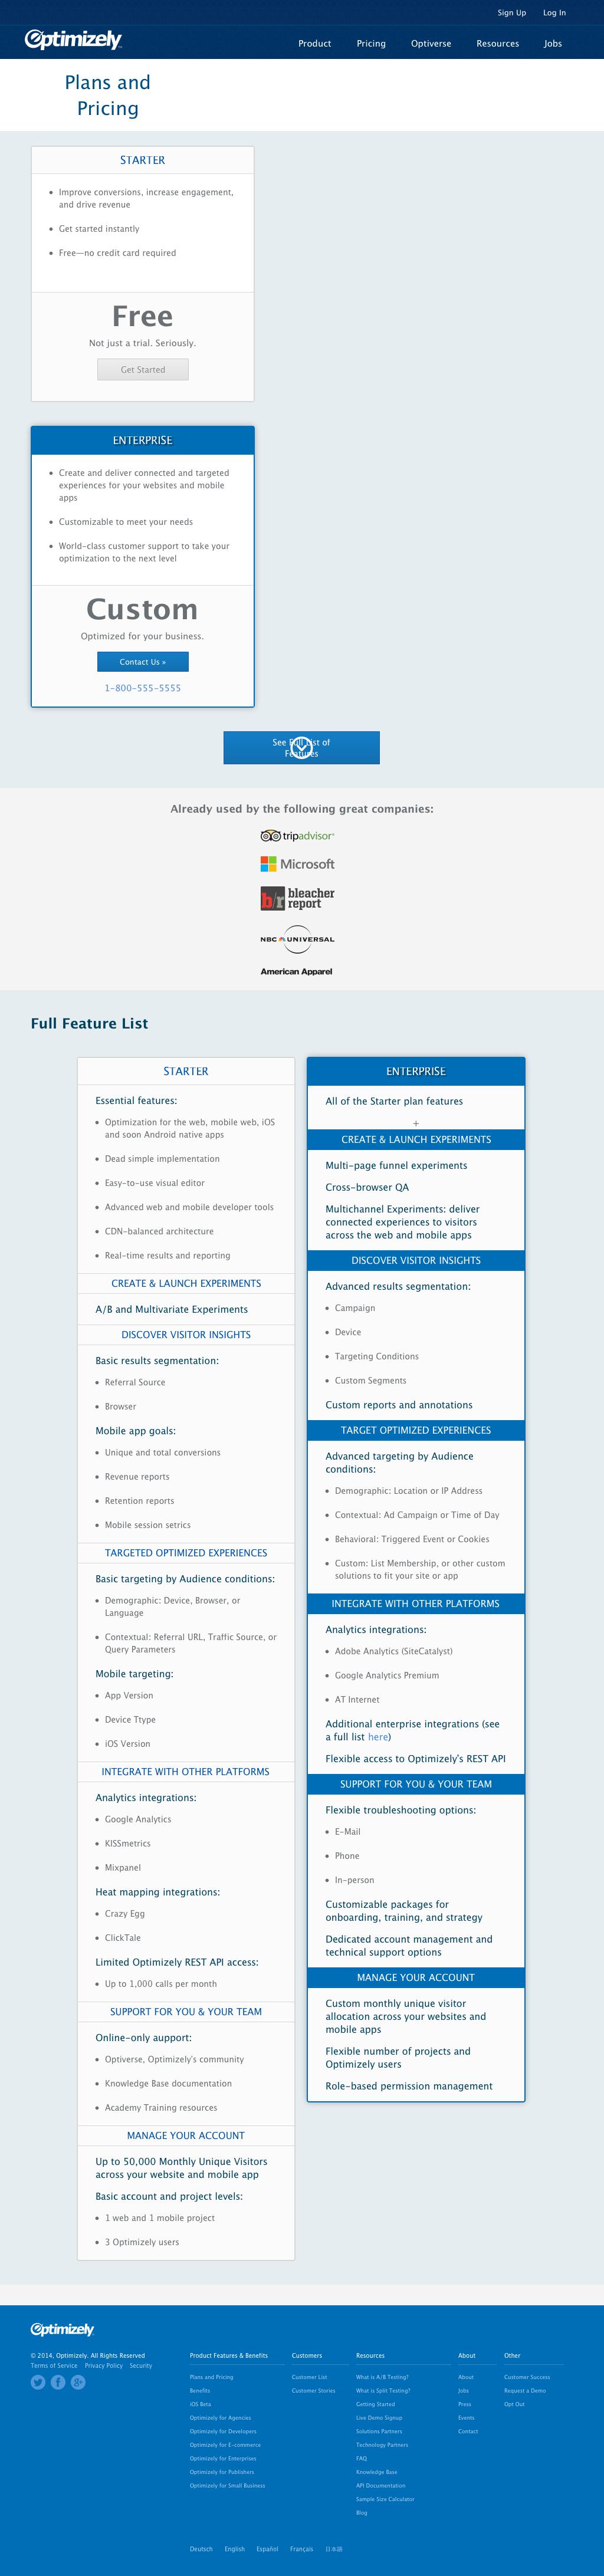 Sign Up Log In
Optimizely
Product Pricing Optiverse Resources Jobs
Plans and
Pricing
STARTER
Improve conversions, increase engagement,
and drive revenue
Get started instantly
Free—no credit card required
Free
Not just a trial. Seriously.
Get Started
ENTERPRISE
Create and deliver connected and targeted
experiences for your websites and mobile
apps
Customizable to meet your needs
World-class customer support to take your
optimization to the next level
Custom
Optimized for your business.
Contact Us »
1-800-555-5555
See Full List of
Features
Already used by the following great companies:
tripadvisor
Microsoft
b/r bleacher
report
NBC UNIVERSAL
American Apparel
Full Feature List
STARTER
Essential features:
Optimization for the web, mobile web, iOS
and soon Android native apps
Dead simple implementation
Easy-to-use visual editor
Advanced web and mobile developer tools
CDN-balanced architecture
Real-time results and reporting
CREATE & LAUNCH EXPERIMENTS
A/B and Multivariate Experiments
DISCOVER VISITOR INSIGHTS
Basic results segmentation:
Referral Source
Browser
Mobile app goals:
Unique and total conversions
Revenue reports
Retention reports
Mobile session setrics
TARGETED OPTIMIZED EXPERIENCES
Basic targeting by Audience conditions:
Demographic: Device, Browser, or
Language
Contextual: Referral URL, Traffic Source, or
Query Parameters
Mobile targeting:
App Version
Device Ttype
iOS Version
INTEGRATE WITH OTHER PLATFORMS
Analytics integrations:
Google Analytics
KISSmetrics
Mixpanel
Heat mapping integrations:
Crazy Egg
ClickTale
Limited Optimizely REST API access:
Up to 1,000 calls per month
SUPPORT FOR YOU & YOUR TEAM
Online-only aupport:
Optiverse, Optimizely's community
Knowledge Base documentation
Academy Training resources
MANAGE YOUR ACCOUNT
Up to 50,000 Monthly Unique Visitors
across your website and mobile app
Basic account and project levels:
1 web and 1 mobile project
3 Optimizely users
ENTERPRISE
All of the Starter plan features
+
CREATE & LAUNCH EXPERIMENTS
Multi-page funnel experiments
Cross-browser QA
Multichannel Experiments: deliver
connected experiences to visitors
across the web and mobile apps
DISCOVER VISITOR INSIGHTS
Advanced results segmentation:
Campaign
Device
Targeting Conditions
Custom Segments
Custom reports and annotations
TARGET OPTIMIZED EXPERIENCES
Advanced targeting by Audience
conditions:
Demographic: Location or IP Address
Contextual: Ad Campaign or Time of Day
Behavioral: Triggered Event or Cookies
Custom: List Membership, or other custom
solutions to fit your site or app
INTEGRATE WITH OTHER PLATFORMS
Analytics integrations:
Adobe Analytics (SiteCatalyst)
Google Analytics Premium
AT Internet
Additional enterprise integrations (see
a full list here)
Flexible access to Optimizely's REST API
SUPPORT FOR YOU & YOUR TEAM
Flexible troubleshooting options:
E-Mail
Phone
In-person
Customizable packages for
onboarding, training, and strategy
Dedicated account management and
technical support options
MANAGE YOUR ACCOUNT
Custom monthly unique visitor
allocation across your websites and
mobile apps
Flexible number of projects and
Optimizely users
Role-based permission management
Optimizely
© 2014, Optimizely. All Rights Reserved
Terms of Service Privacy Policy Security
Product Features & Benefits
Plans and Pricing
Benefits
iOS Beta
Optimizely for Agencies
Optimizely for Developers
Optimizely for E-commerce
Optimizely for Enterprises
Optimizely for Publishers
Optimizely for Small Business
Customers
Customer List
Customer Stories
Resources
What is A/B Testing?
What is Split Testing?
Getting Started
Live Demo Signup
Solutions Partners
Technology Partners
FAQ
Knowledge Base
API Documentation
Sample Size Calculator
Blog
About
About
Jobs
Press
Events
Contact
Other
Customer Success
Request a Demo
Opt Out
Deutsch English Español Français 日本語